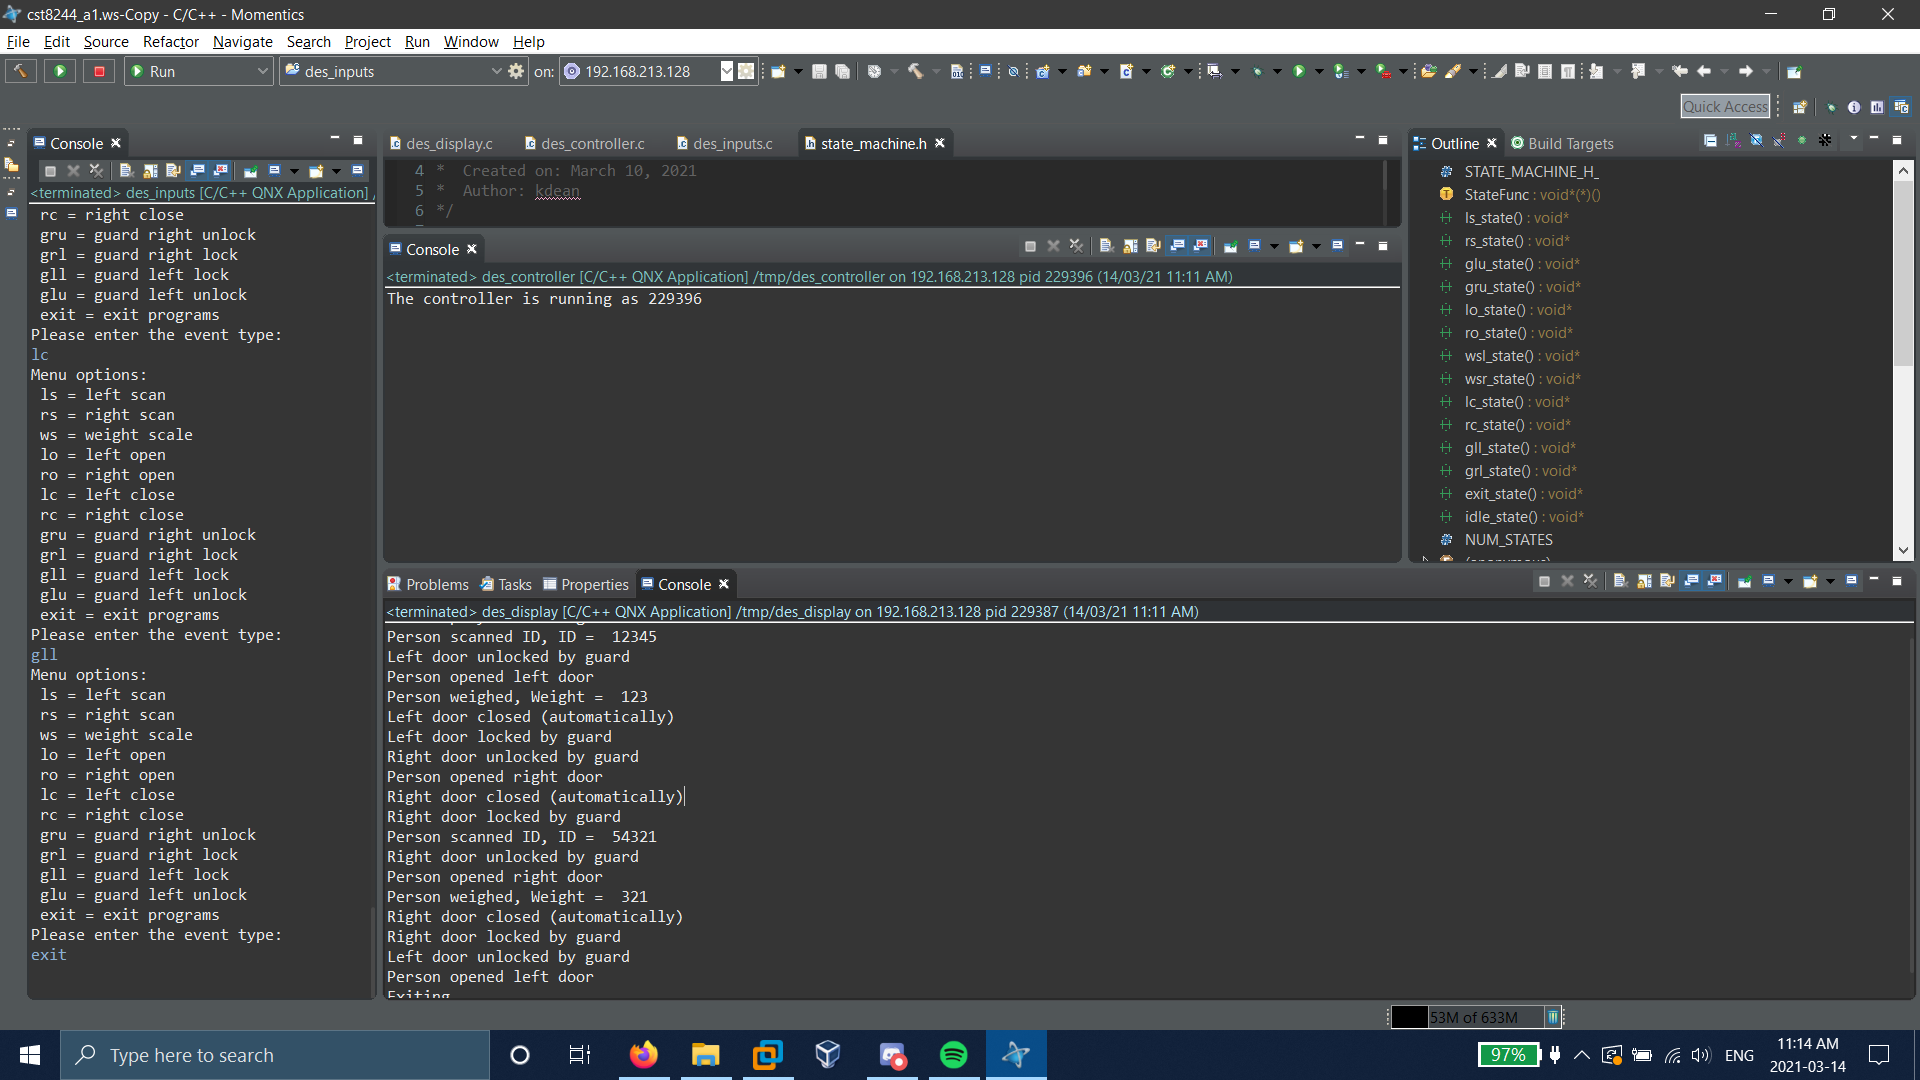 cst8244_a1.ws-Copy - C/C++ - Momentics
File Edit Source Refactor Navigate Search Project Run Window Help
Run des_inputs on: 192.168.213.128
Quick Access
Console
<terminated> des_inputs [C/C++ QNX Application] /
rc = right close
gru = guard right unlock
grl = guard right lock
gll = guard left lock
glu = guard left unlock
exit = exit programs
Please enter the event type:
lc
Menu options:
ls = left scan
rs = right scan
ws = weight scale
lo = left open
ro = right open
lc = left close
rc = right close
gru = guard right unlock
grl = guard right lock
gll = guard left lock
glu = guard left unlock
exit = exit programs
Please enter the event type:
gll
Menu options:
ls = left scan
rs = right scan
ws = weight scale
lo = left open
ro = right open
lc = left close
rc = right close
gru = guard right unlock
grl = guard right lock
gll = guard left lock
glu = guard left unlock
exit = exit programs
Please enter the event type:
exit
des_display.c des_controller.c des_inputs.c state_machine.h
4 * Created on: March 10, 2021
5 * Author: kdean
6 */
Console
<terminated> des_controller [C/C++ QNX Application] /tmp/des_controller on 192.168.213.128 pid 229396 (14/03/21 11:11 AM)
The controller is running as 229396
Outline Build Targets
STATE_MACHINE_H_
StateFunc : void*(*)()
ls_state() : void*
rs_state() : void*
glu_state() : void*
gru_state() : void*
lo_state() : void*
ro_state() : void*
wsl_state() : void*
wsr_state() : void*
lc_state() : void*
rc_state() : void*
gll_state() : void*
grl_state() : void*
exit_state() : void*
idle_state() : void*
NUM_STATES
Problems Tasks Properties Console
<terminated> des_display [C/C++ QNX Application] /tmp/des_display on 192.168.213.128 pid 229387 (14/03/21 11:11 AM)
Person scanned ID, ID = 12345
Left door unlocked by guard
Person opened left door
Person weighed, Weight = 123
Left door closed (automatically)
Left door locked by guard
Right door unlocked by guard
Person opened right door
Right door closed (automatically)
Right door locked by guard
Person scanned ID, ID = 54321
Right door unlocked by guard
Person opened right door
Person weighed, Weight = 321
Right door closed (automatically)
Right door locked by guard
Left door unlocked by guard
Person opened left door
Exiting
53M of 633M
Type here to search
97%
ENG
11:14 AM
2021-03-14